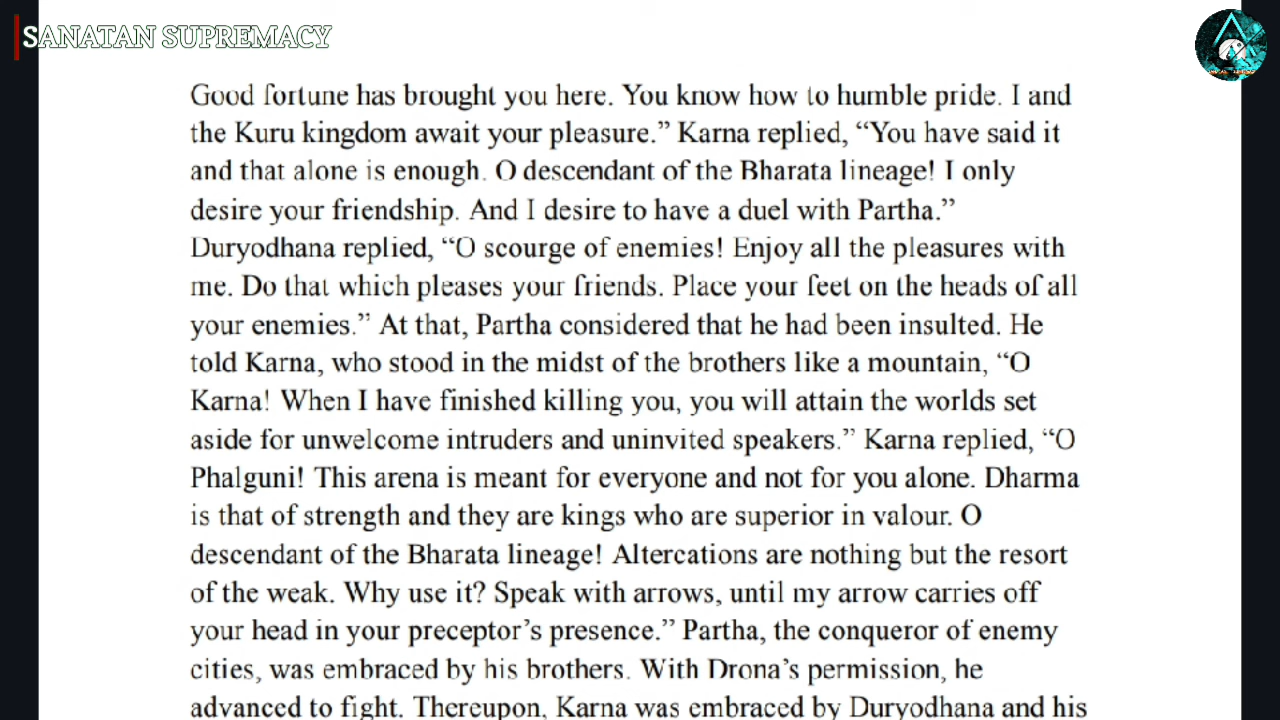 SANATAN SUPREMACY
Good fortune has brought you here. You know how to humble pride. I and
the Kuru kingdom await your pleasure.” Karna replied, “You have said it
and that alone is enough. O descendant of the Bharata lineage! I only
desire your friendship. And I desire to have a duel with Partha.”
Duryodhana replied, “O scourge of enemies! Enjoy all the pleasures with
me. Do that which pleases your friends. Place your feet on the heads of all
your enemies.” At that, Partha considered that he had been insulted. He
told Karna, who stood in the midst of the brothers like a mountain, “O
Karna! When I have finished killing you, you will attain the worlds set
aside for unwelcome intruders and uninvited speakers.” Karna replied, “O
Phalguni! This arena is meant for everyone and not for you alone. Dharma
is that of strength and they are kings who are superior in valour. O
descendant of the Bharata lineage! Altercations are nothing but the resort
of the weak. Why use it? Speak with arrows, until my arrow carries off
your head in your preceptor’s presence.” Partha, the conqueror of enemy
cities, was embraced by his brothers. With Drona’s permission, he
advanced to fight. Thereupon, Karna was embraced by Duryodhana and his